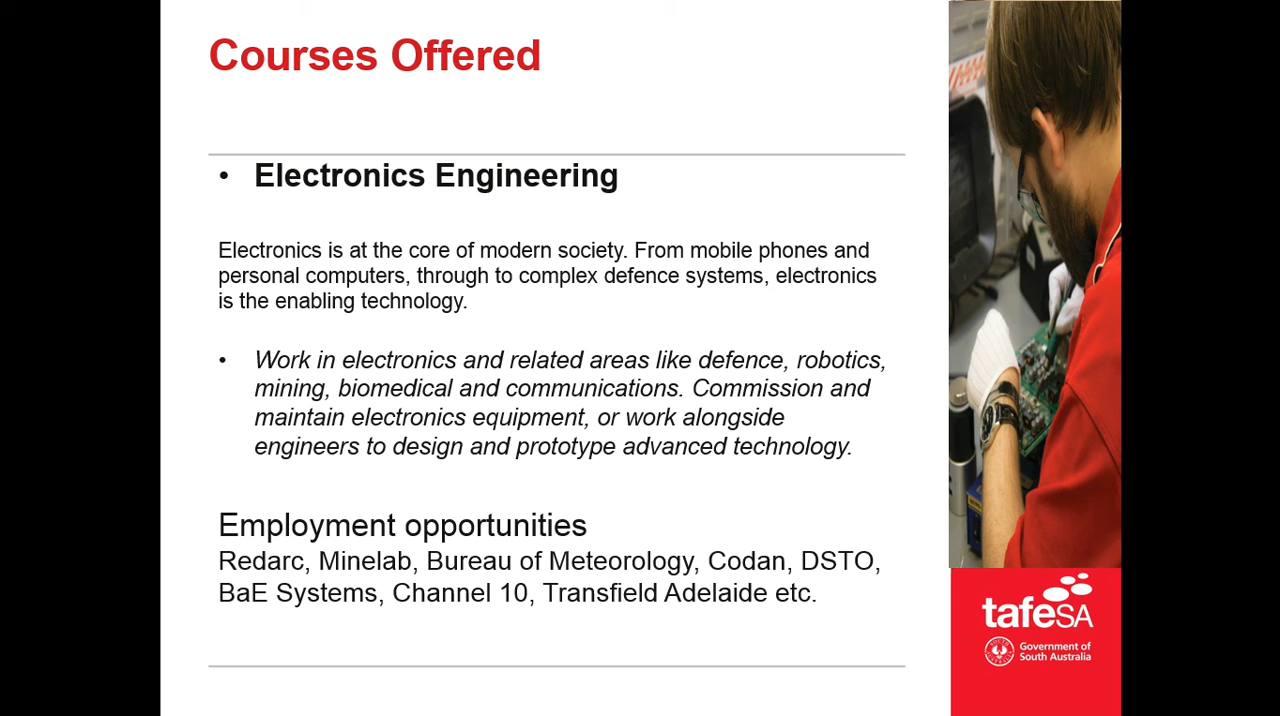 Courses Offered
• Electronics Engineering
Electronics is at the core of modern society. From mobile phones and
personal computers, through to complex defence systems, electronics
is the enabling technology.
• Work in electronics and related areas like defence, robotics,
mining, biomedical and communications. Commission and
maintain electronics equipment, or work alongside
engineers to design and prototype advanced technology.
Employment opportunities
Redarc, Minelab, Bureau of Meteorology, Codan, DSTO,
BaE Systems, Channel 10, Transfield Adelaide etc.
tafeSA
Government of
South Australia